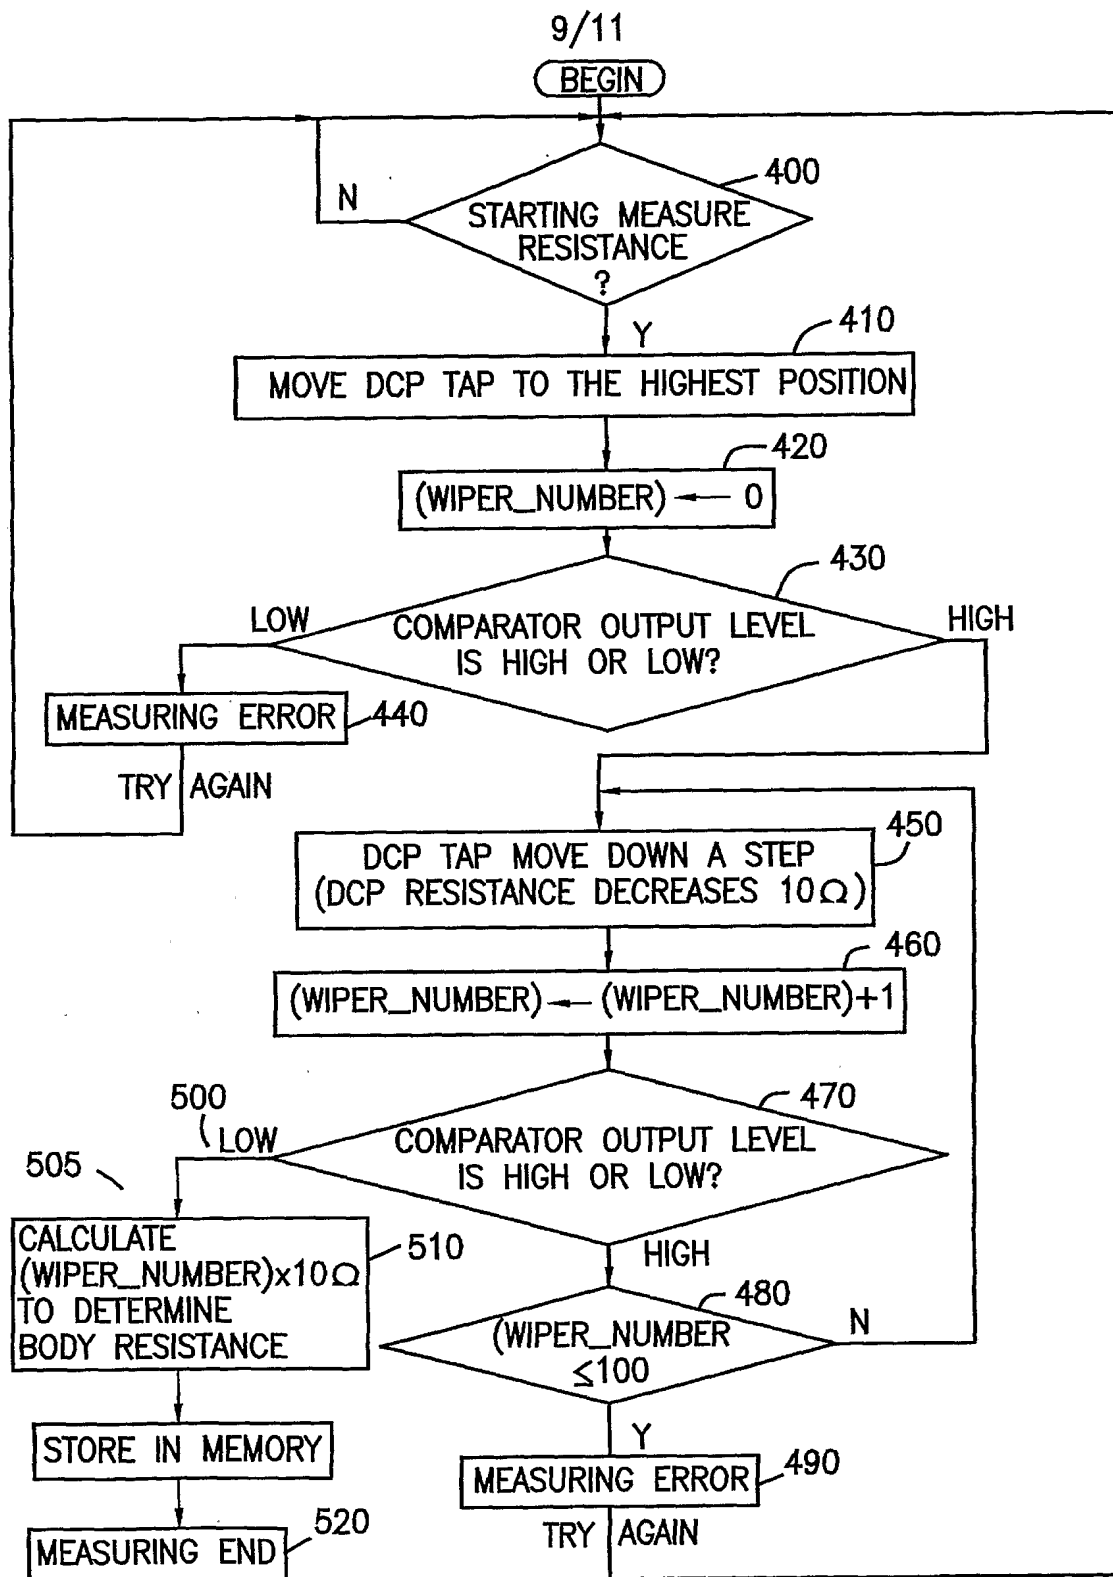 9/11
BEGIN
400
N
STARTING MEASURE
RESISTANCE
?
Y
410
MOVE DCP TAP TO THE HIGHEST POSITION
420
(WIPER_NUMBER) ← 0
430
LOW
HIGH
COMPARATOR OUTPUT LEVEL
IS HIGH OR LOW?
MEASURING ERROR
440
TRY AGAIN
450
DCP TAP MOVE DOWN A STEP
(DCP RESISTANCE DECREASES 10Ω)
460
(WIPER_NUMBER) ← (WIPER_NUMBER)+1
470
500
LOW
COMPARATOR OUTPUT LEVEL
IS HIGH OR LOW?
505
HIGH
CALCULATE
(WIPER_NUMBER)x10Ω
TO DETERMINE
BODY RESISTANCE
510
480
N
(WIPER_NUMBER
≤100
Y
STORE IN MEMORY
MEASURING ERROR
490
TRY AGAIN
520
MEASURING END